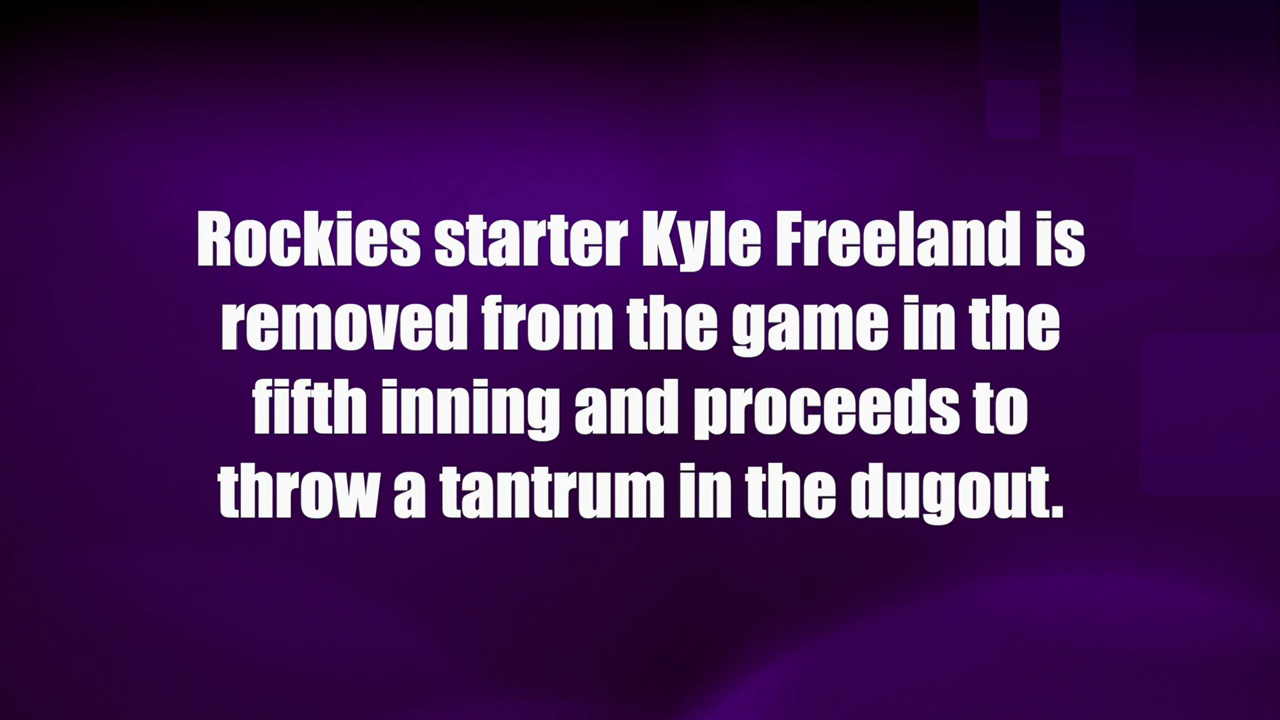 Rockies starter Kyle Freeland is
removed from the game in the
fifth inning and proceeds to
throw a tantrum in the dugout.